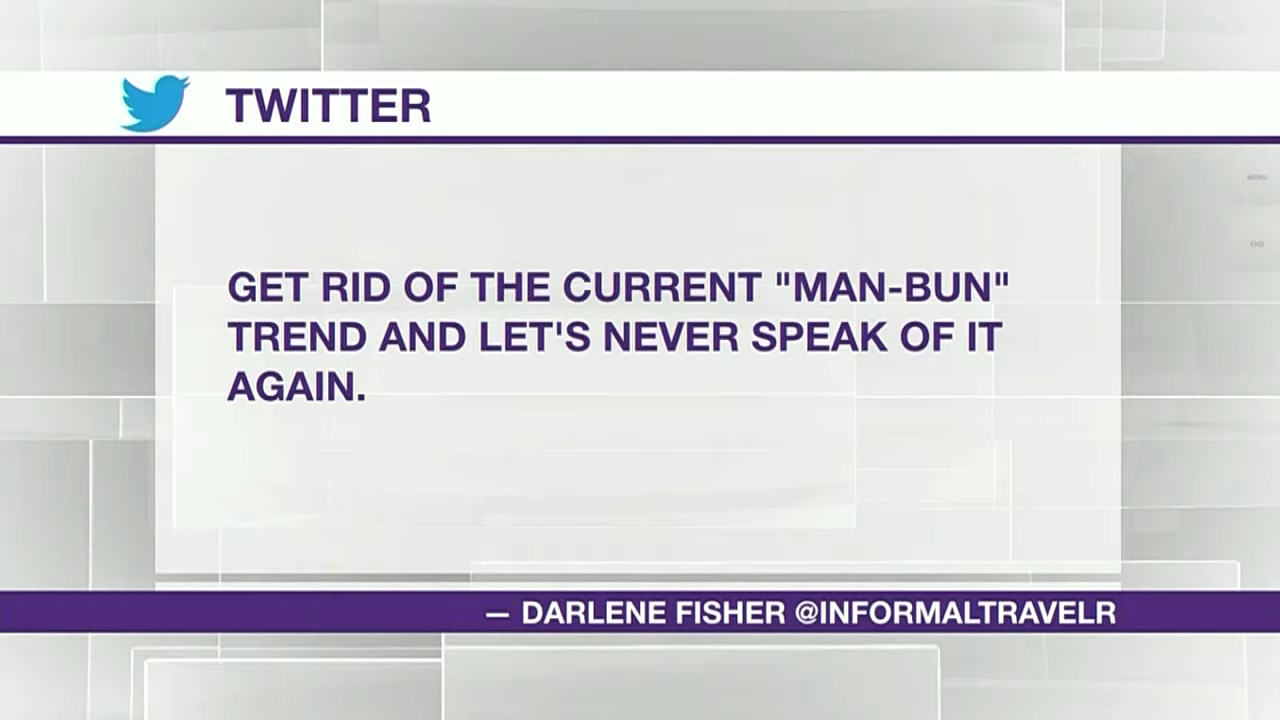 TWITTER
GET RID OF THE CURRENT "MAN-BUN"
TREND AND LET'S NEVER SPEAK OF IT
AGAIN.
— DARLENE FISHER @INFORMALTRAVELR